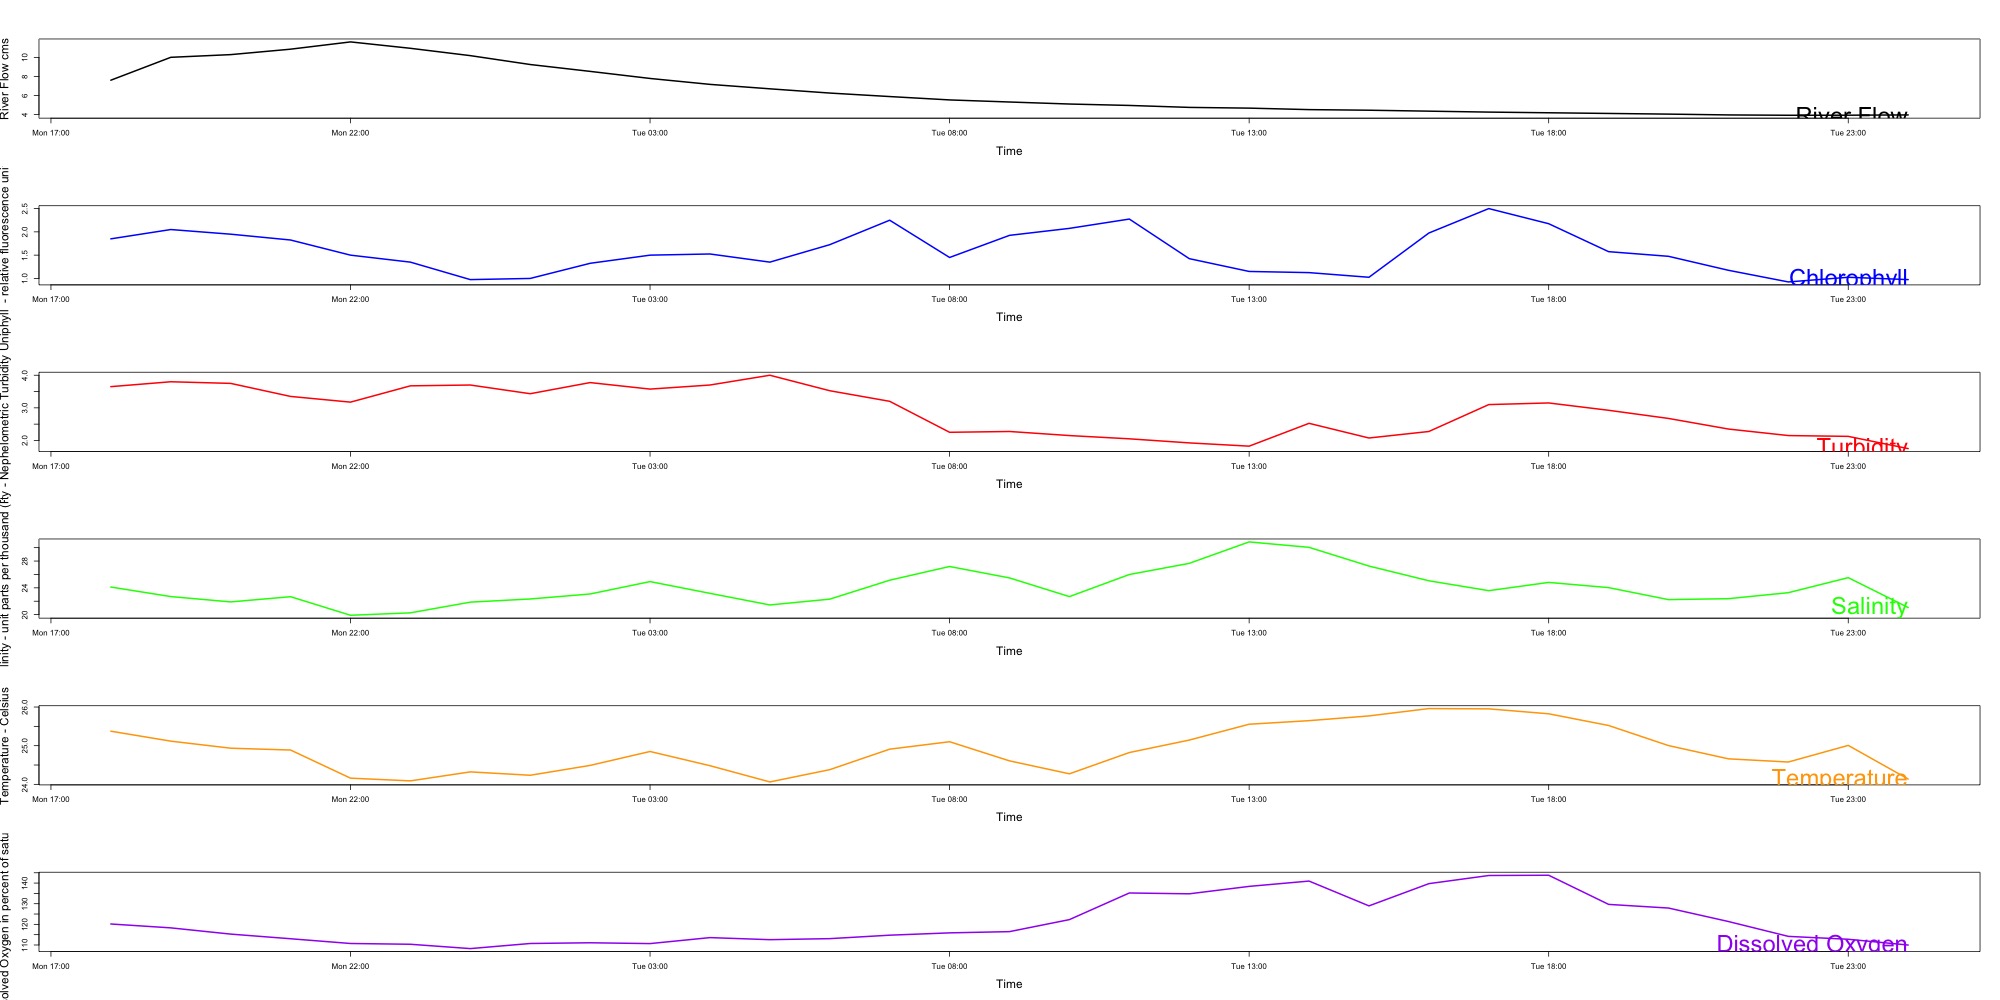 River Flow cms
10
8
6
4
River Flow
Mon 17:00 Mon 22:00 Tue 03:00 Tue 08:00 Tue 13:00 Tue 18:00 Tue 23:00
Time
- relative fluorescence uni
2.5
2.0
1.5
1.0
Chlorophyll
Mon 17:00 Mon 22:00 Tue 03:00 Tue 08:00 Tue 13:00 Tue 18:00 Tue 23:00
Time
- Nephelometric Turbidity Uni
4.0
3.0
2.0
Turbidity
Mon 17:00 Mon 22:00 Tue 03:00 Tue 08:00 Tue 13:00 Tue 18:00 Tue 23:00
Time
linity - unit parts per thousand
28
24
20
Salinity
Mon 17:00 Mon 22:00 Tue 03:00 Tue 08:00 Tue 13:00 Tue 18:00 Tue 23:00
Time
Temperature - Celsius
26.0
25.0
24.0
Temperature
Mon 17:00 Mon 22:00 Tue 03:00 Tue 08:00 Tue 13:00 Tue 18:00 Tue 23:00
Time
olved Oxygen in percent of satu
140
130
120
110
Dissolved Oxygen
Mon 17:00 Mon 22:00 Tue 03:00 Tue 08:00 Tue 13:00 Tue 18:00 Tue 23:00
Time